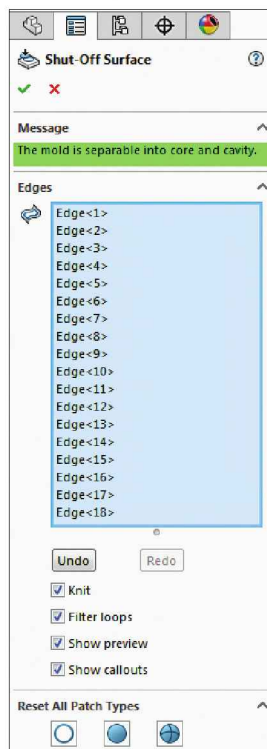 Shut-Off Surface
Message
The mold is separable into core and cavity.
Edges
Edge<1>
Edge<2>
Edge<3>
Edge<4>
Edge<5>
Edge<6>
Edge<7>
Edge<8>
Edge<9>
Edge<10>
Edge<11>
Edge<12>
Edge<13>
Edge<14>
Edge<15>
Edge<16>
Edge<17>
Edge<18>
Undo Redo
Knit
Filter loops
Show preview
Show callouts
Reset All Patch Types